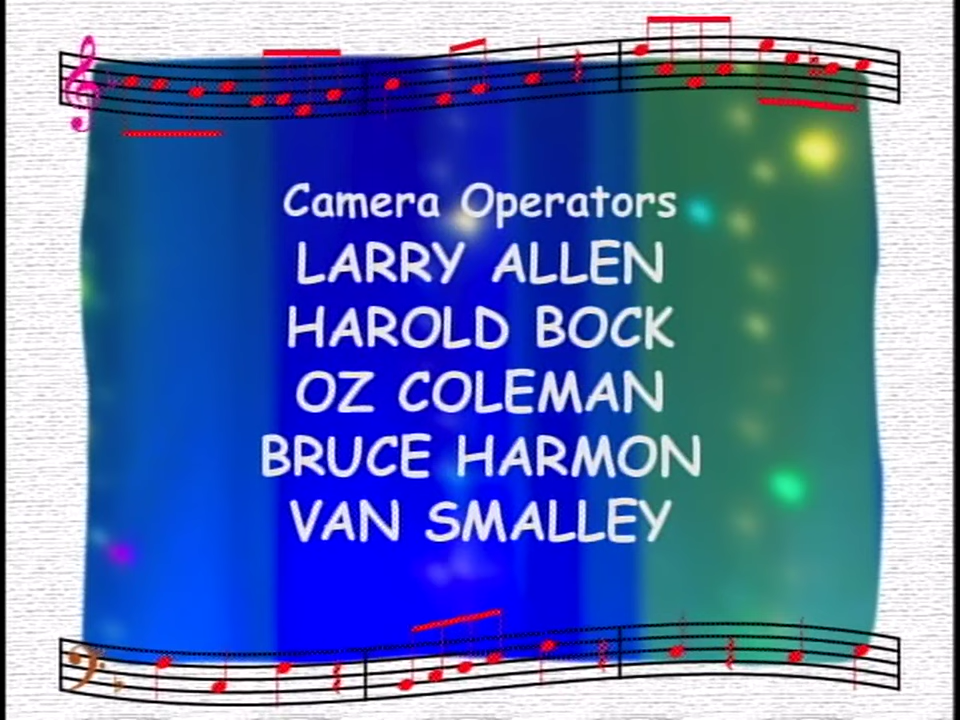 Camera Operators
LARRY ALLEN
HAROLD BOCK
OZ COLEMAN
BRUCE HARMON
VAN SMALLEY